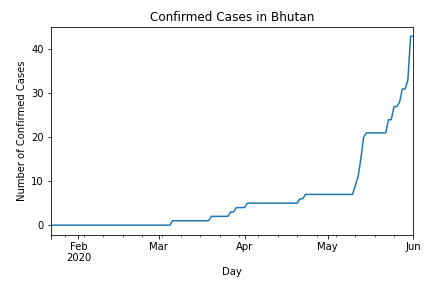 Confirmed Cases in Bhutan
Number of Confirmed Cases
40
30
20
10
0
Feb
2020
Mar
Apr
May
Jun
Day